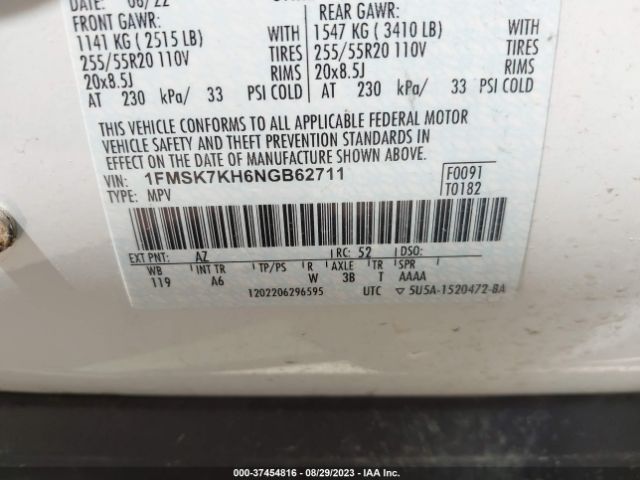 DATE: 06/22
FRONT GAWR: REAR GAWR:
1141 KG ( 2515 LB) WITH 1547 KG ( 3410 LB) WITH
255/55R20 110V TIRES 255/55R20 110V TIRES
20x8.5J RIMS 20x8.5J RIMS
AT 230 kPa/ 33 PSI COLD AT 230 kPa/ 33 PSI COLD
THIS VEHICLE CONFORMS TO ALL APPLICABLE FEDERAL MOTOR
VEHICLE SAFETY AND THEFT PREVENTION STANDARDS IN
EFFECT ON THE DATE OF MANUFACTURE SHOWN ABOVE.
VIN: 1FMSK7KH6NGB62711 F0091
TYPE: MPV T0182
EXT PNT: AZ RC: 52 DSO:
WB INT TR TP/PS R AXLE TR SPR
119 A6 W 3B T AAAA
1202206296595 UTC ▽ 5U5A-1520472-BA
000-37454816 - 08/29/2023 - IAA Inc.